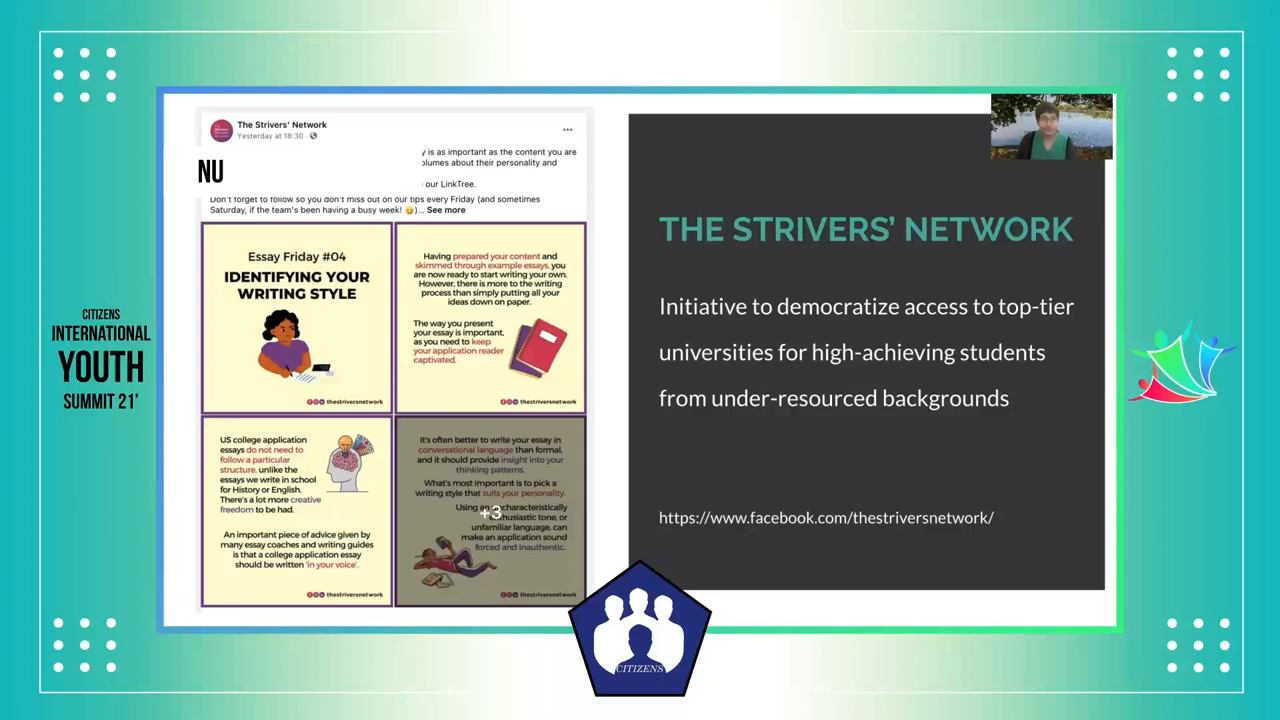 The Strivers' Network
Yesterday at 18:30
NU
y is as important as the content you are
olumes about their personality and
our LinkTree.
Don't forget to follow so you don't miss out on our tips every Friday (and sometimes
Saturday, if the team's been having a busy week! 😅)... See more
Essay Friday #04
IDENTIFYING YOUR
WRITING STYLE
thestriversnetwork
Having prepared your content and
skimmed through example essays, you
are now ready to start writing your own.
However, there is more to the writing
process than simply putting all your
ideas down on paper.
The way you present
your essay is important,
as you need to keep
your application reader
captivated.
thestriversnetwork
US college application
essays do not need to
follow a particular
structure, unlike the
essays we write in school
for History or English.
There's a lot more creative
freedom to be had.
An important piece of advice given by
many essay coaches and writing guides
is that a college application essay
should be written 'in your voice'.
thestriversnetwork
It's often better to write your essay in
conversational language than formal,
and it should provide insight into your
thinking patterns.
What's most important is to pick a
writing style that suits your personality.
Using an characteristically
+3
enthusiastic tone, or
unfamiliar language, can
make an application sound
forced and inauthentic.
thestriversnetwork
THE STRIVERS' NETWORK
Initiative to democratize access to top-tier
universities for high-achieving students
from under-resourced backgrounds
https://www.facebook.com/thestriversnetwork/
CITIZENS
INTERNATIONAL
YOUTH
SUMMIT 21'
CITIZENS